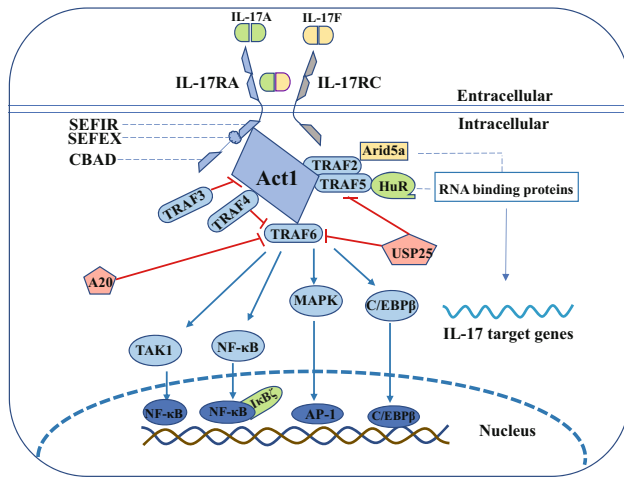 IL-17A
IL-17F
IL-17RA
IL-17RC
Entracellular
Intracellular
SEFIR
SEFEX
CBAD
Act1
TRAF2
Arid5a
TRAF5
HuR
RNA binding proteins
TRAF3
TRAF4
TRAF6
USP25
A20
MAPK
C/EBPβ
IL-17 target genes
TAK1
NF-κB
IκBζ
NF-κB
NF-κB
AP-1
C/EBPβ
Nucleus